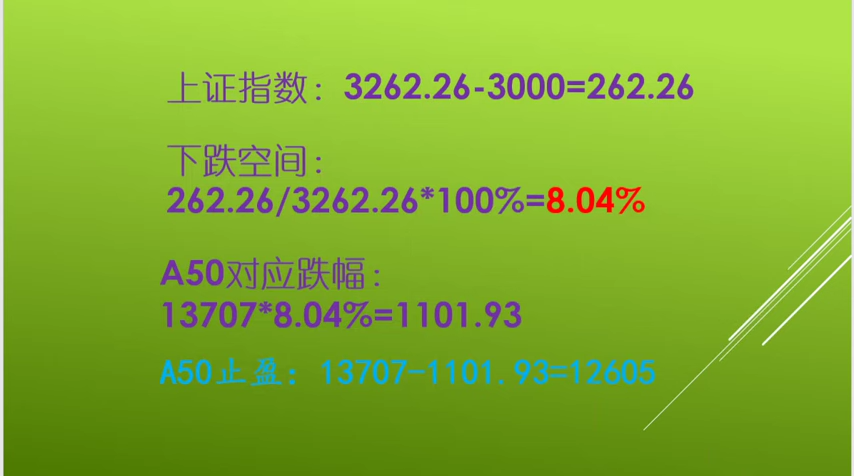 上证指数：3262.26-3000=262.26
下跌空间：
262.26/3262.26*100%=8.04%
A50对应跌幅：
13707*8.04%=1101.93
A50止盈：13707-1101.93=12605